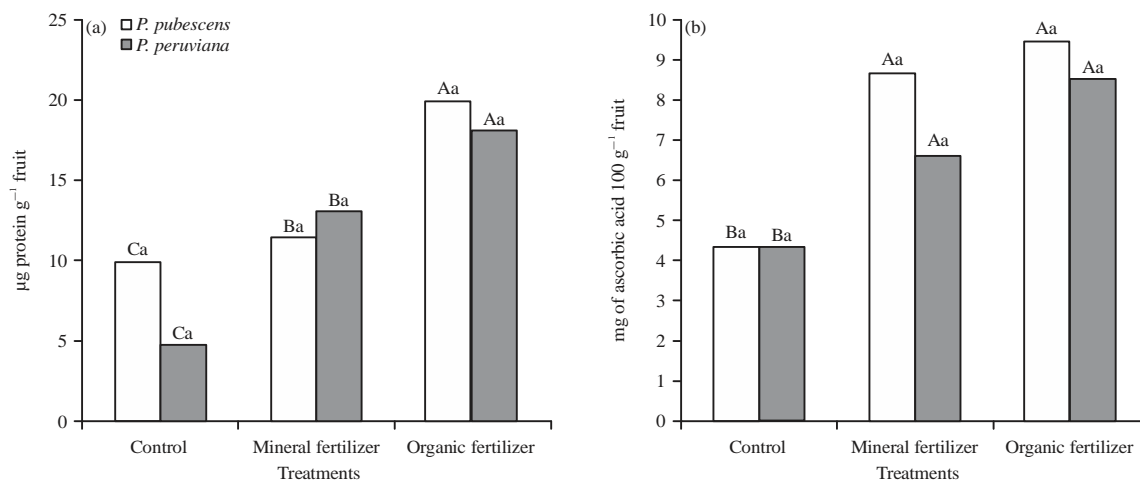 (a)
P. pubescens
P. peruviana
25
20
15
10
5
0
µg protein g⁻¹ fruit
Ca
Ca
Ba
Ba
Aa
Aa
Control
Mineral fertilizer
Organic fertilizer
Treatments
(b)
10
9
8
7
6
5
4
3
2
1
0
mg of ascorbic acid 100 g⁻¹ fruit
Ba
Ba
Aa
Aa
Aa
Aa
Control
Mineral fertilizer
Organic fertilizer
Treatments